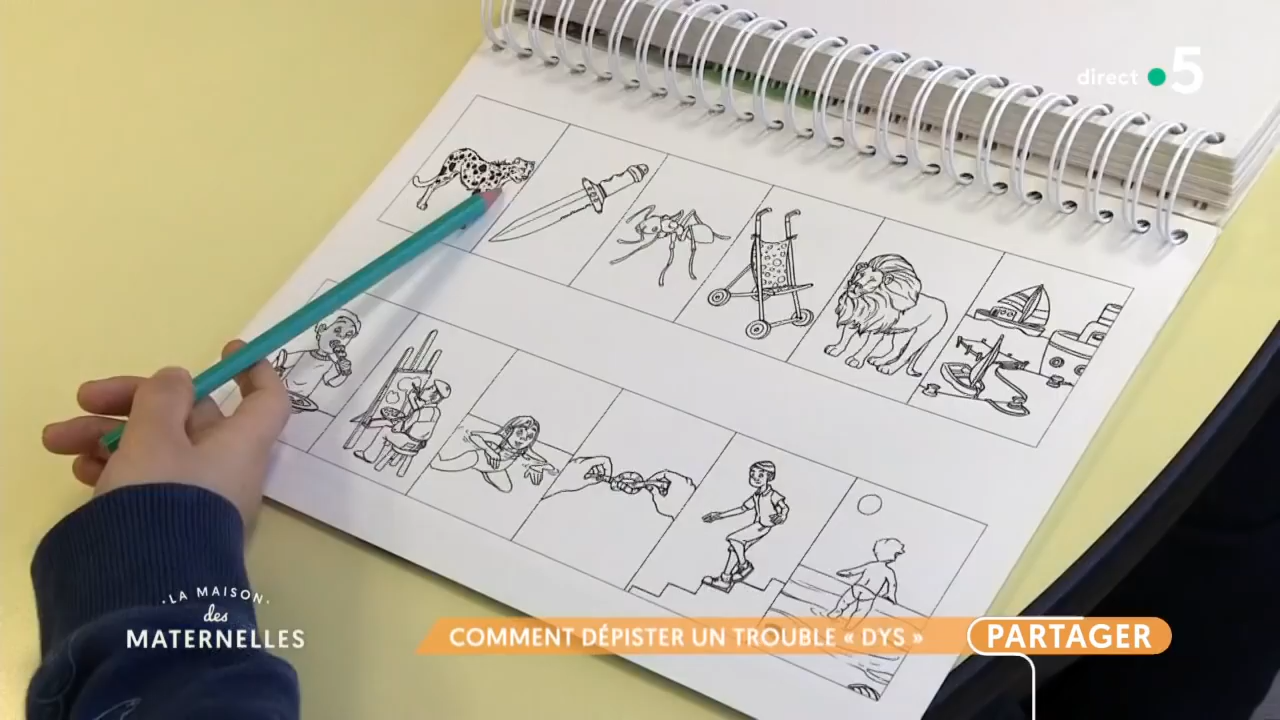 direct 5
·LA MAISON·
des
MATERNELLES
COMMENT DÉPISTER UN TROUBLE « DYS »
PARTAGER